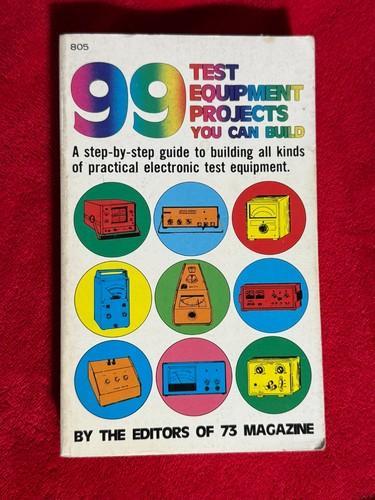 805
99 TEST
EQUIPMENT
PROJECTS
YOU CAN BUILD
A step-by-step guide to building all kinds
of practical electronic test equipment.
BY THE EDITORS OF 73 MAGAZINE